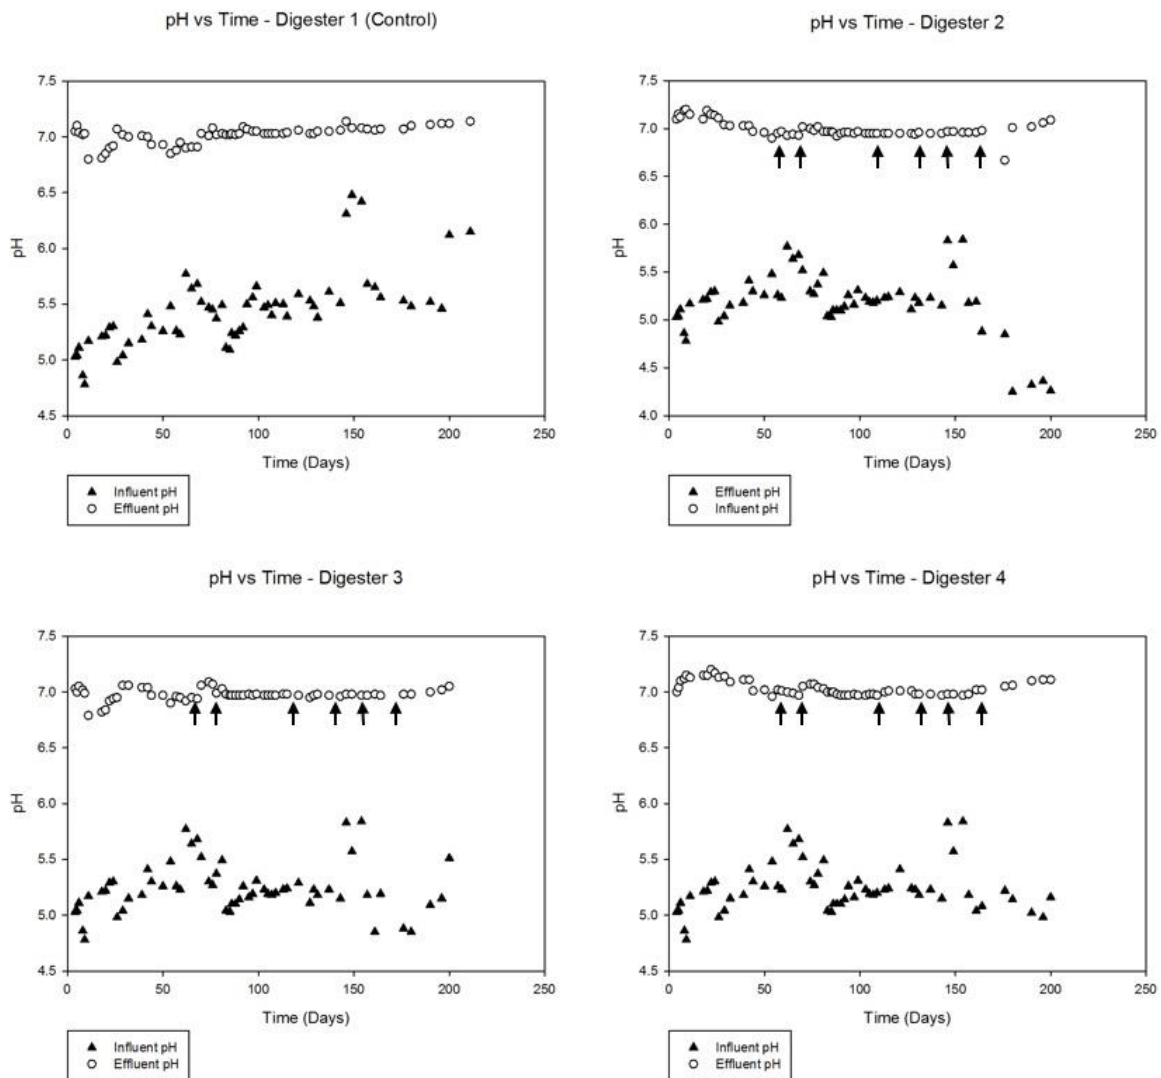 pH vs Time - Digester 1 (Control)
7.5
7.0
6.5
6.0
5.5
5.0
4.5
pH
0 50 100 150 200 250
Time (Days)
Influent pH
Effluent pH
pH vs Time - Digester 2
7.5
7.0
6.5
6.0
5.5
5.0
4.5
4.0
pH
0 50 100 150 200 250
Time (Days)
Effluent pH
Influent pH
pH vs Time - Digester 3
7.5
7.0
6.5
6.0
5.5
5.0
4.5
pH
0 50 100 150 200 250
Time (Days)
Influent pH
Effluent pH
pH vs Time - Digester 4
7.5
7.0
6.5
6.0
5.5
5.0
4.5
pH
0 50 100 150 200 250
Time (Days)
Influent pH
Effluent pH